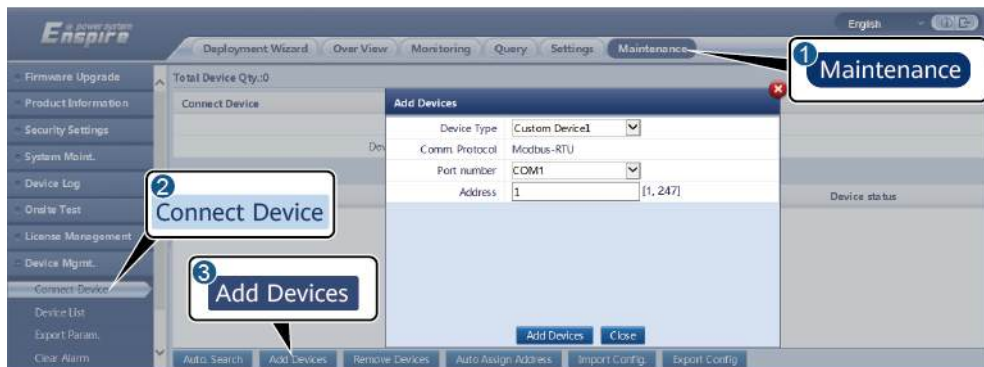 Enspire
English
Deployment Wizard Over View Monitoring Query Settings Maintenance
1
Maintenance
Firmware Upgrade
Product Information
Security Settings
System Maint.
Device Log
Onsite Test
License Management
Device Mgmt.
Connect Device
Device List
Export Param.
Clear Alarm
Total Device Qty.:0
Connect Device
Dev
Device status
Add Devices
Device Type Custom Device1
Comm. Protocol Modbus-RTU
Port number COM1
Address 1 [1, 247]
Add Devices Close
2
Connect Device
3
Add Devices
Auto. Search Add Devices Remove Devices Auto Assign Address Import Config. Export Config